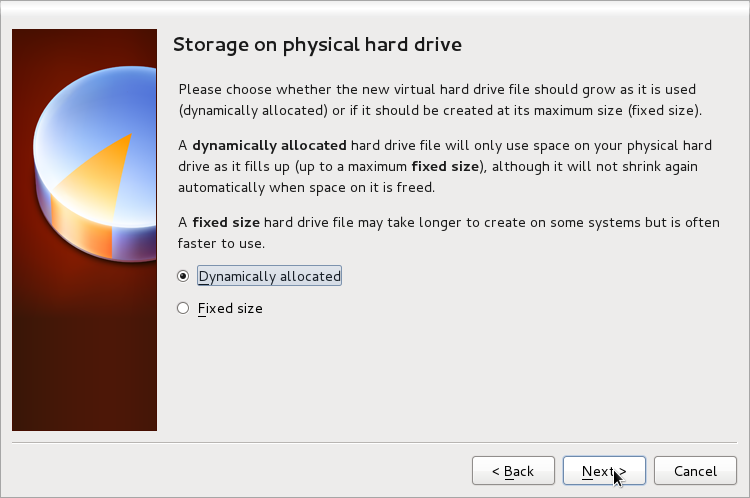 Storage on physical hard drive
Please choose whether the new virtual hard drive file should grow as it is used
(dynamically allocated) or if it should be created at its maximum size (fixed size).
A dynamically allocated hard drive file will only use space on your physical hard
drive as it fills up (up to a maximum fixed size), although it will not shrink again
automatically when space on it is freed.
A fixed size hard drive file may take longer to create on some systems but is often
faster to use.
Dynamically allocated
Fixed size
< Back Next > Cancel